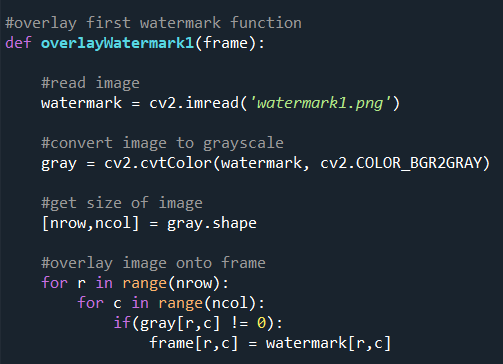 #overlay first watermark function
def overlayWatermark1(frame):
    #read image
    watermark = cv2.imread('watermark1.png')
    #convert image to grayscale
    gray = cv2.cvtColor(watermark, cv2.COLOR_BGR2GRAY)
    #get size of image
    [nrow,ncol] = gray.shape
    #overlay image onto frame
    for r in range(nrow):
        for c in range(ncol):
            if(gray[r,c] != 0):
                frame[r,c] = watermark[r,c]